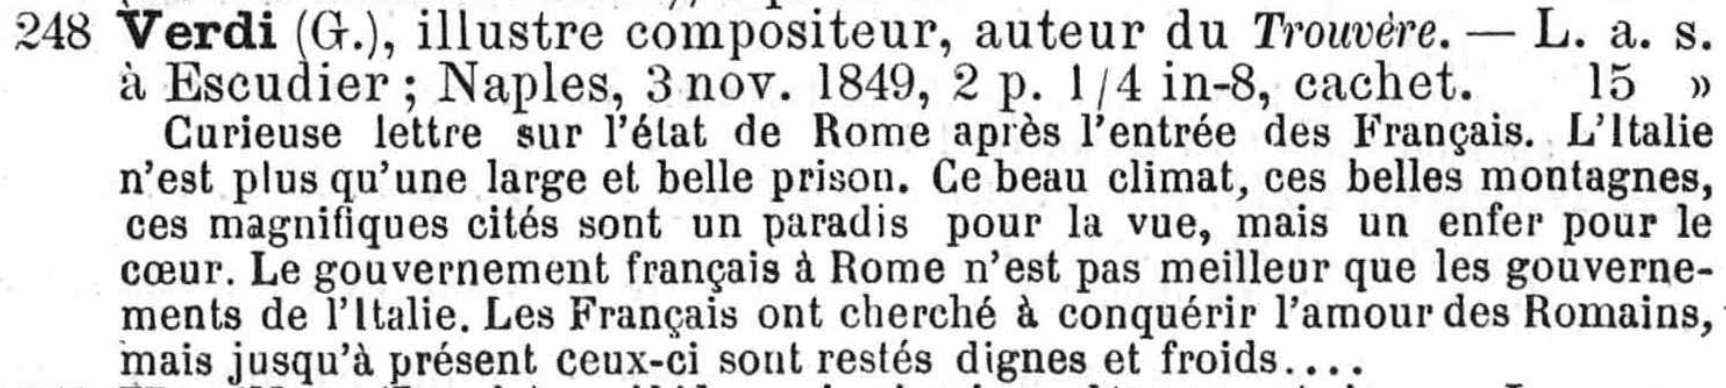 248 Verdi (G.), illustre compositeur, auteur du Trouvère. — L. a. s.
à Escudier ; Naples, 3 nov. 1849, 2 p. 1/4 in-8, cachet. 15 »
Curieuse lettre sur l'état de Rome après l'entrée des Français. L'Italie
n'est plus qu'une large et belle prison. Ce beau climat, ces belles montagnes,
ces magnifiques cités sont un paradis pour la vue, mais un enfer pour le
cœur. Le gouvernement français à Rome n'est pas meilleur que les gouverne-
ments de l'Italie. Les Français ont cherché à conquérir l'amour des Romains,
mais jusqu'à présent ceux-ci sont restés dignes et froids....